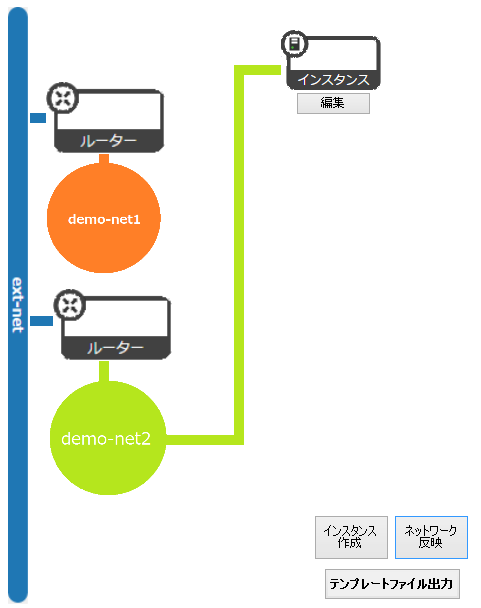 インスタンス
編集
ルーター
demo-net1
ext-net
ルーター
demo-net2
インスタンス
作成
ネットワーク
反映
テンプレートファイル出力